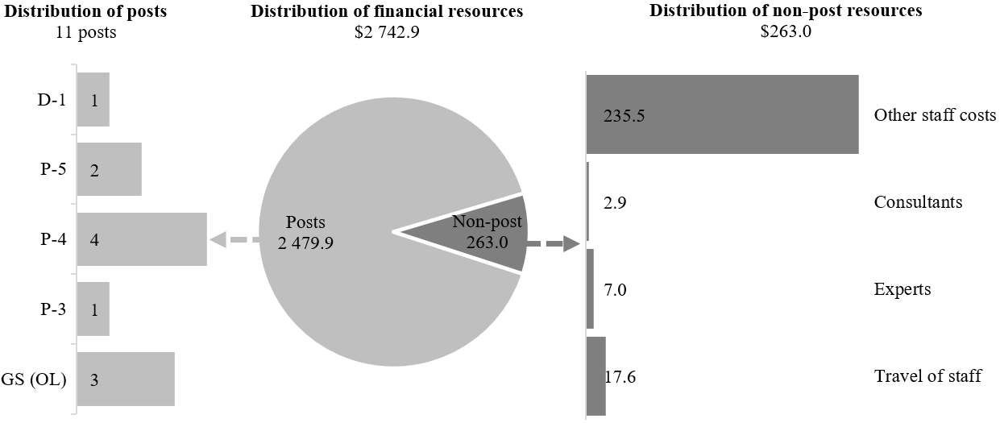 Distribution of posts
11 posts
D-1 1
P-5 2
P-4 4
P-3 1
GS (OL) 3
Distribution of financial resources
$2 742.9
Posts
2 479.9
Non-post
263.0
Distribution of non-post resources
$263.0
235.5 Other staff costs
2.9 Consultants
7.0 Experts
17.6 Travel of staff